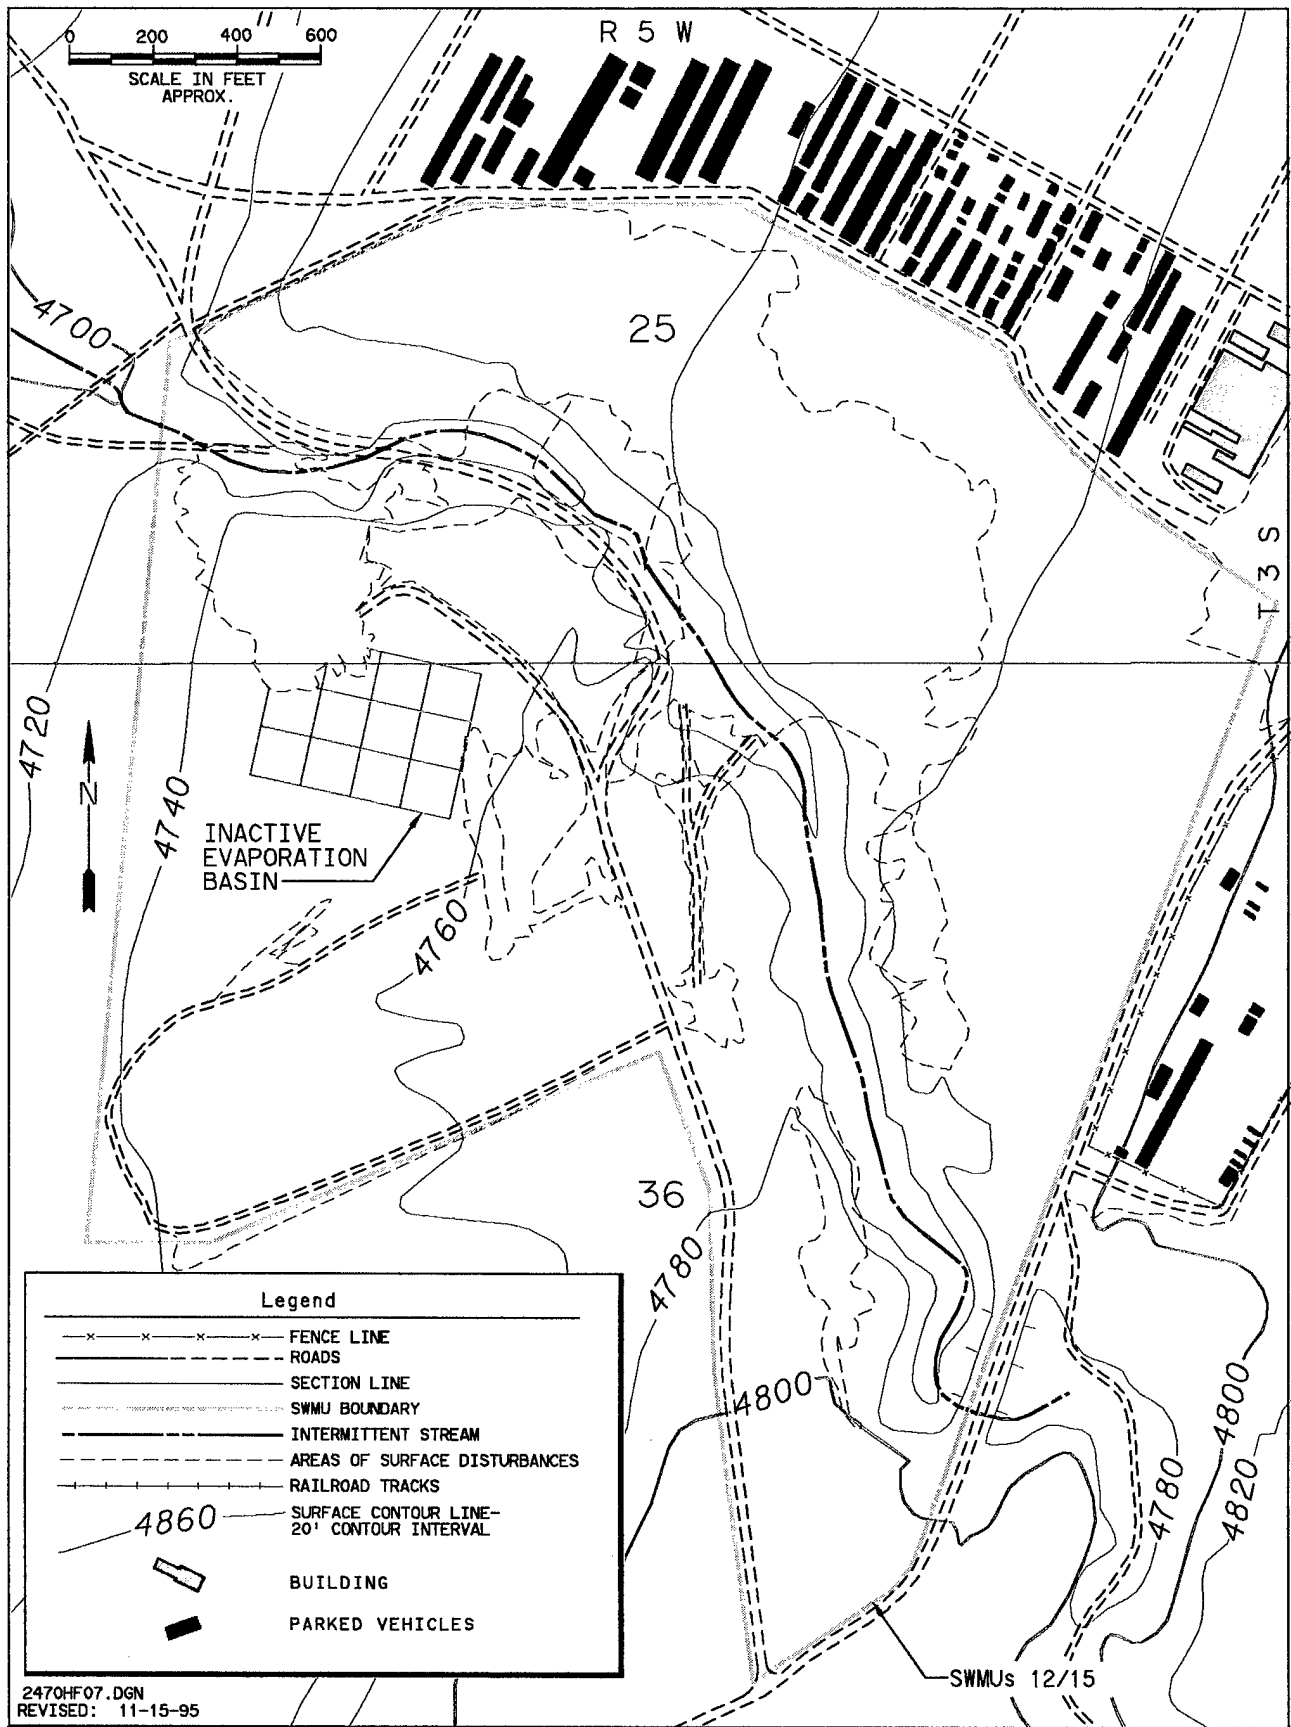 R 5 W
0 200 400 600
SCALE IN FEET
APPROX.
25
4700
T 3 S
4720
N
4740
INACTIVE
EVAPORATION
BASIN
4760
36
4780
4800
4800
4780
4820
SWMUs 12/15
Legend
FENCE LINE
ROADS
SECTION LINE
SWMU BOUNDARY
INTERMITTENT STREAM
AREAS OF SURFACE DISTURBANCES
RAILROAD TRACKS
4860
SURFACE CONTOUR LINE-
20' CONTOUR INTERVAL
BUILDING
PARKED VEHICLES
2470HF07.DGN
REVISED: 11-15-95